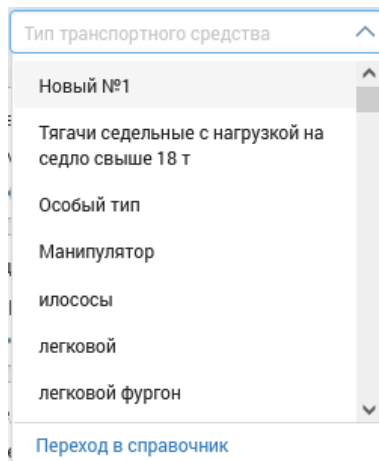 Тип транспортного средства
Новый №1
Тягачи седельные с нагрузкой на
седло свыше 18 т
Особый тип
Манипулятор
илососы
легковой
легковой фургон
Переход в справочник